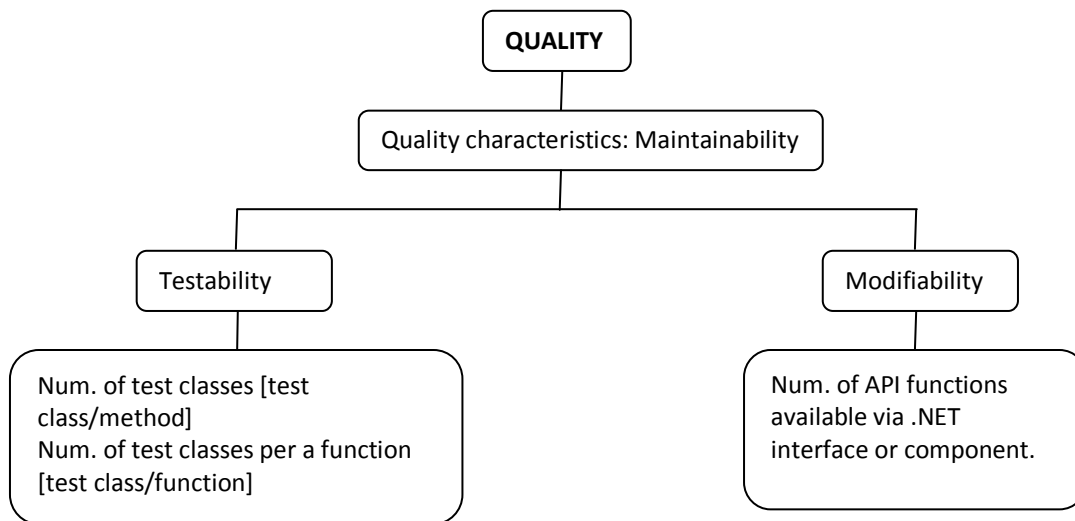 QUALITY
Quality characteristics: Maintainability
Testability
Modifiability
Num. of test classes [test
class/method]
Num. of test classes per a function
[test class/function]
Num. of API functions
available via .NET
interface or component.